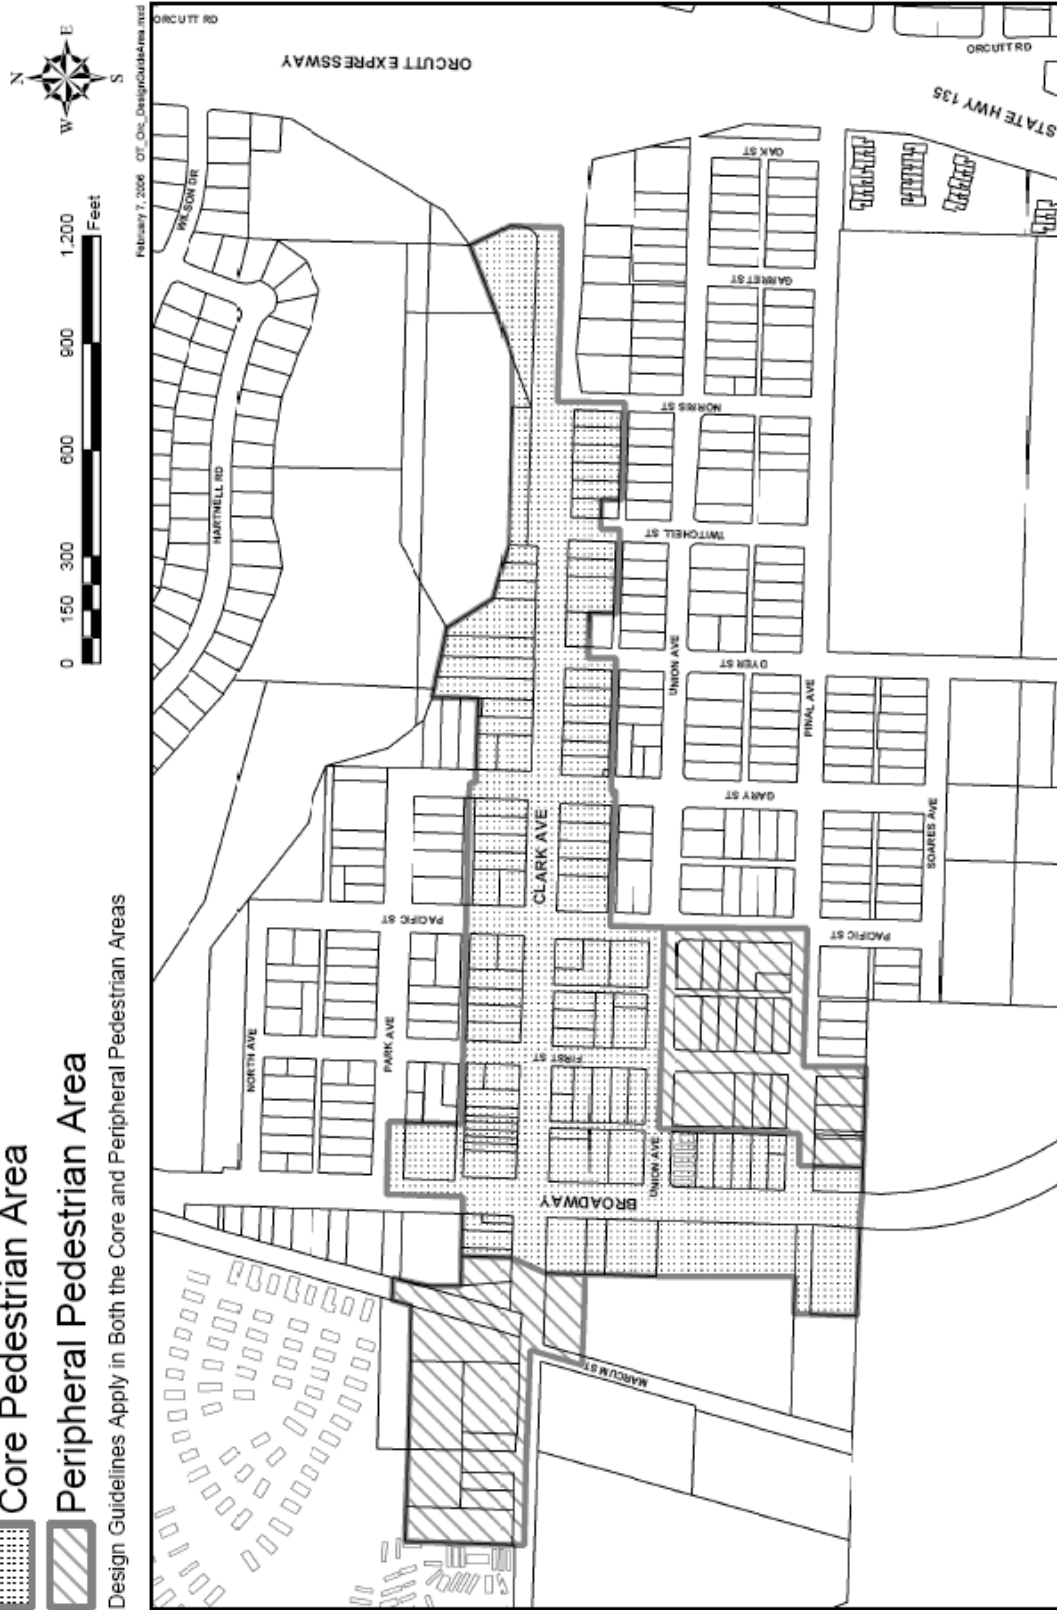 Core Pedestrian Area
Peripheral Pedestrian Area
Design Guidelines Apply in Both the Core and Peripheral Pedestrian Areas
0 150 300 600 900 1,200
Feet
N
W E
S
February 7, 2006 OT_Orc_DesignGuideArea.mxd
ORCUTT RD
ORCUTT EXPRESSWAY
ORCUTT RD
STATE HWY 135
WILSON DR
HARTNELL RD
OAK ST
GARRET ST
NORRIS ST
TWITCHELL ST
UNION AVE
DYER ST
PINAL AVE
GARY ST
SOARES AVE
CLARK AVE
PACIFIC ST
PACIFIC ST
NORTH AVE
PARK AVE
FIRST ST
UNION AVE
BROADWAY
MARCUM ST